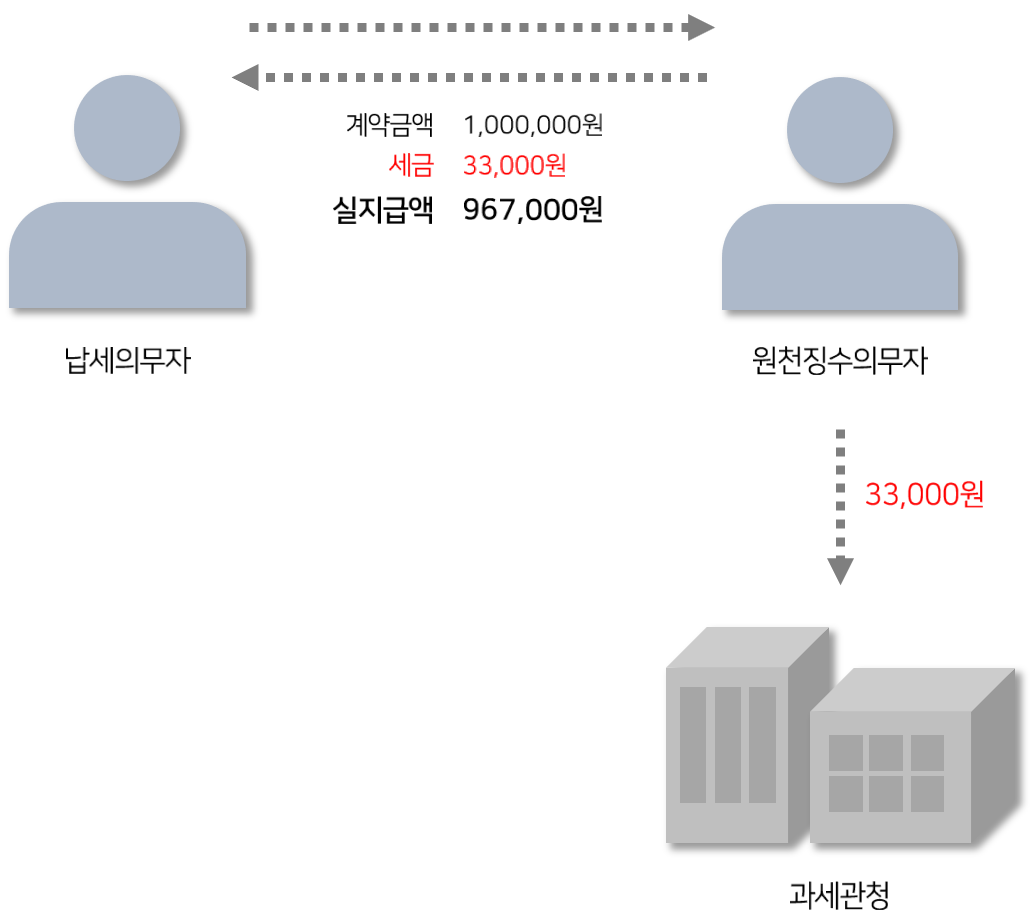 계약금액 1,000,000원
세금 33,000원
실지급액 967,000원
납세의무자
원천징수의무자
33,000원
과세관청